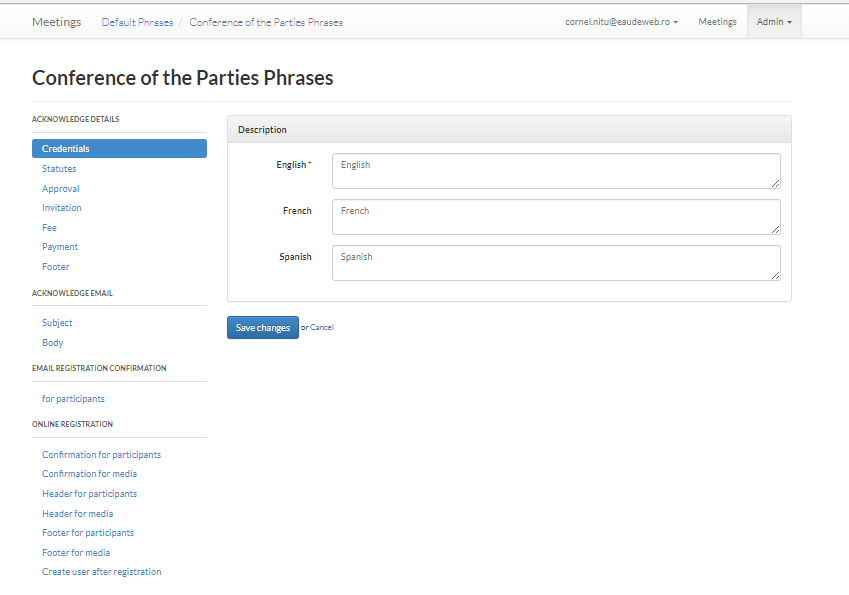 Meetings Default Phrases / Conference of the Parties Phrases cornel.nitu@eaudeweb.ro Meetings Admin
Conference of the Parties Phrases
ACKNOWLEDGE DETAILS
Credentials
Statutes
Approval
Invitation
Fee
Payment
Footer
ACKNOWLEDGE EMAIL
Subject
Body
EMAIL REGISTRATION CONFIRMATION
for participants
ONLINE REGISTRATION
Confirmation for participants
Confirmation for media
Header for participants
Header for media
Footer for participants
Footer for media
Create user after registration
Description
English * English
French French
Spanish Spanish
Save changes or Cancel